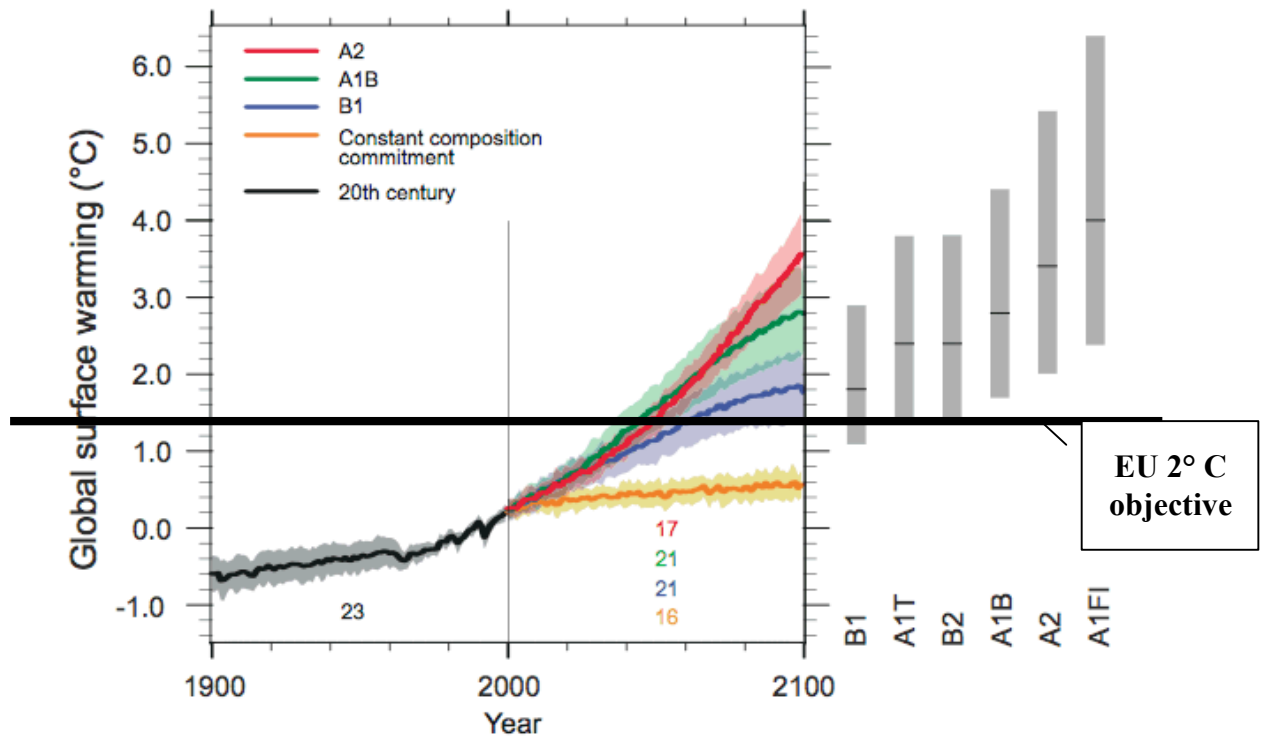 Global surface warming (°C)
6.0
5.0
4.0
3.0
2.0
1.0
0.0
-1.0
A2
A1B
B1
Constant composition
commitment
20th century
23
17
21
21
16
1900
2000
2100
Year
B1
A1T
B2
A1B
A2
A1FI
EU 2° C
objective